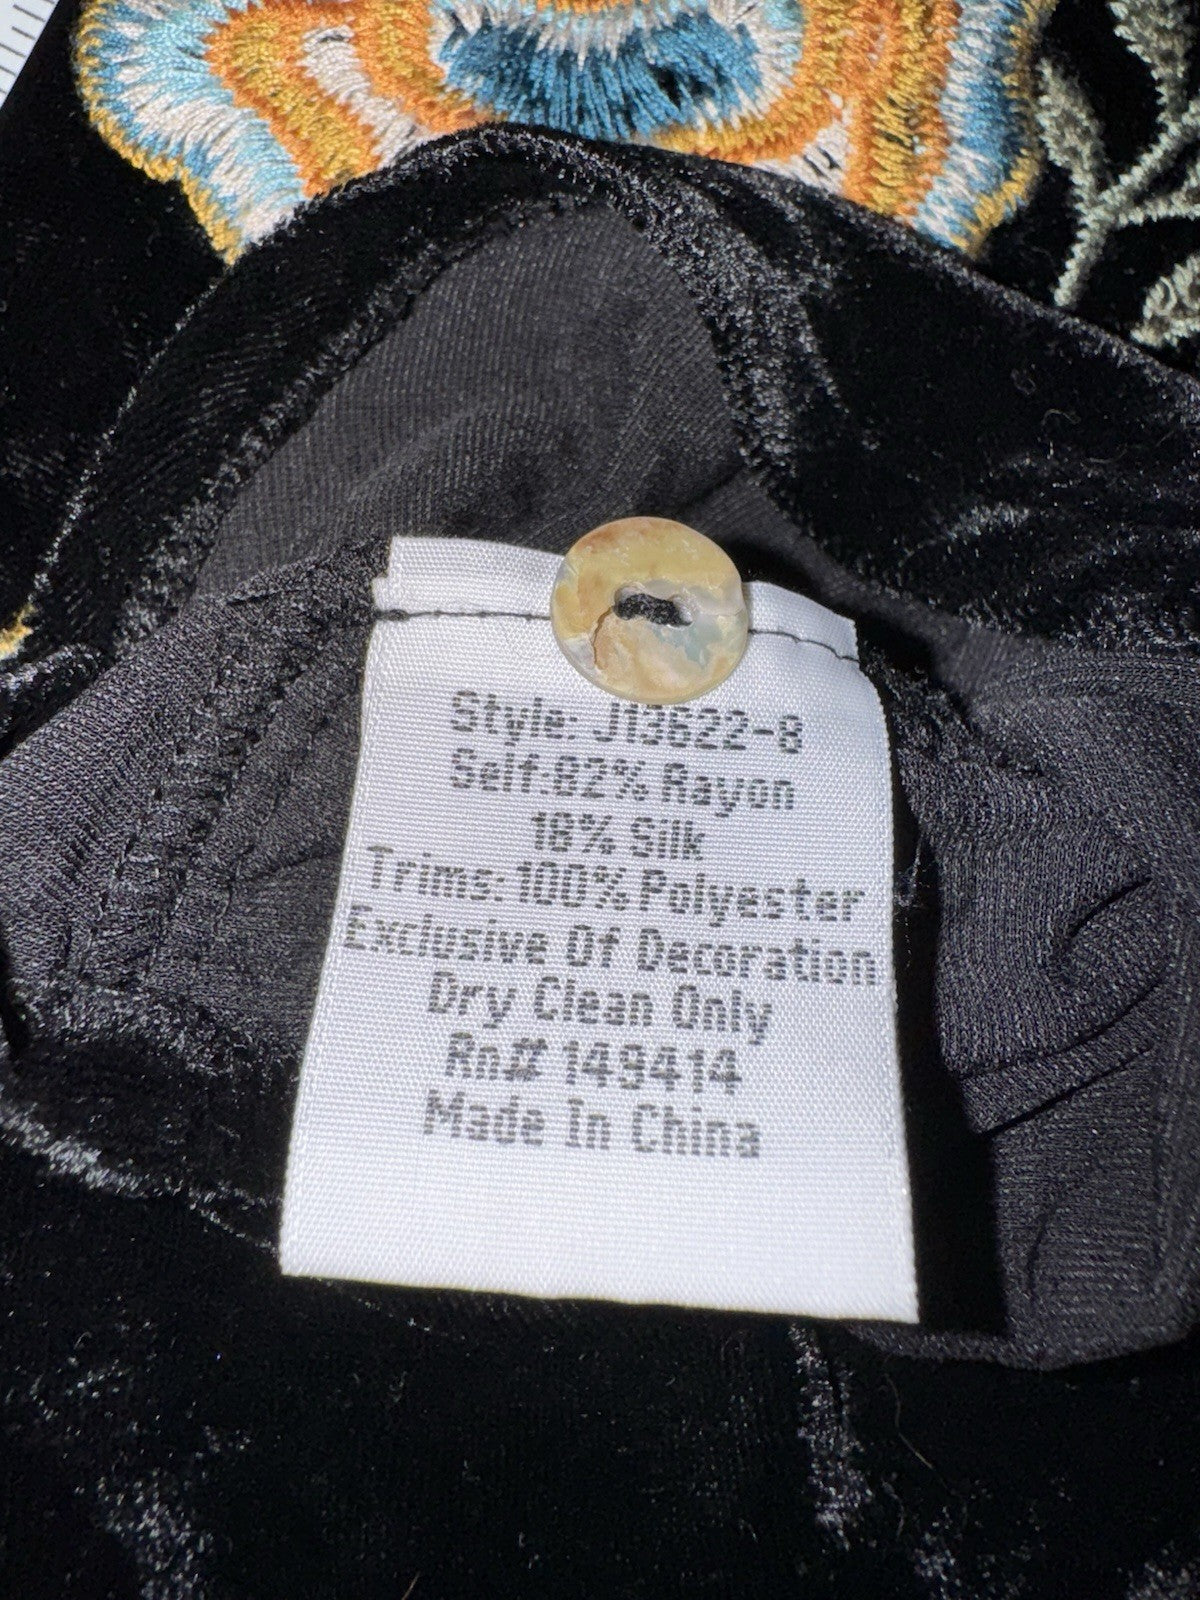 Style: J13622-8
Self:82% Rayon
18% Silk
Trims:100% Polyester
Exclusive Of Decoration
Dry Clean Only
Rn# 149414
Made In China